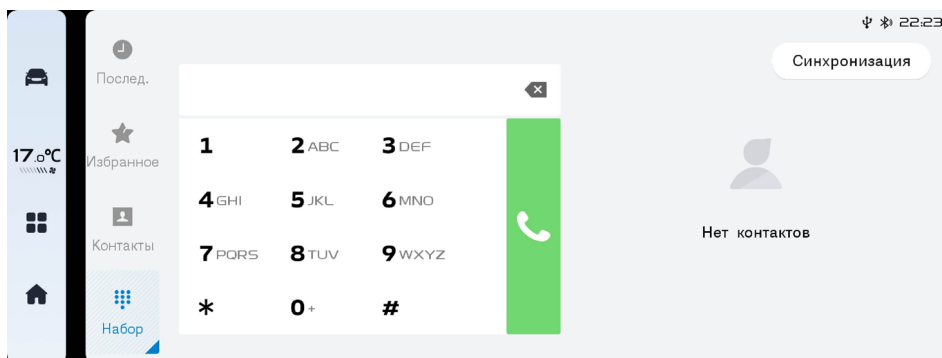 22:23
Синхронизация
Послед.
17.0°C
Избранное
1
2 ABC
3 DEF
4 GHI
5 JKL
6 MNO
Контакты
7 PQRS
8 TUV
9 WXYZ
Нет контактов
*
0 +
#
Набор